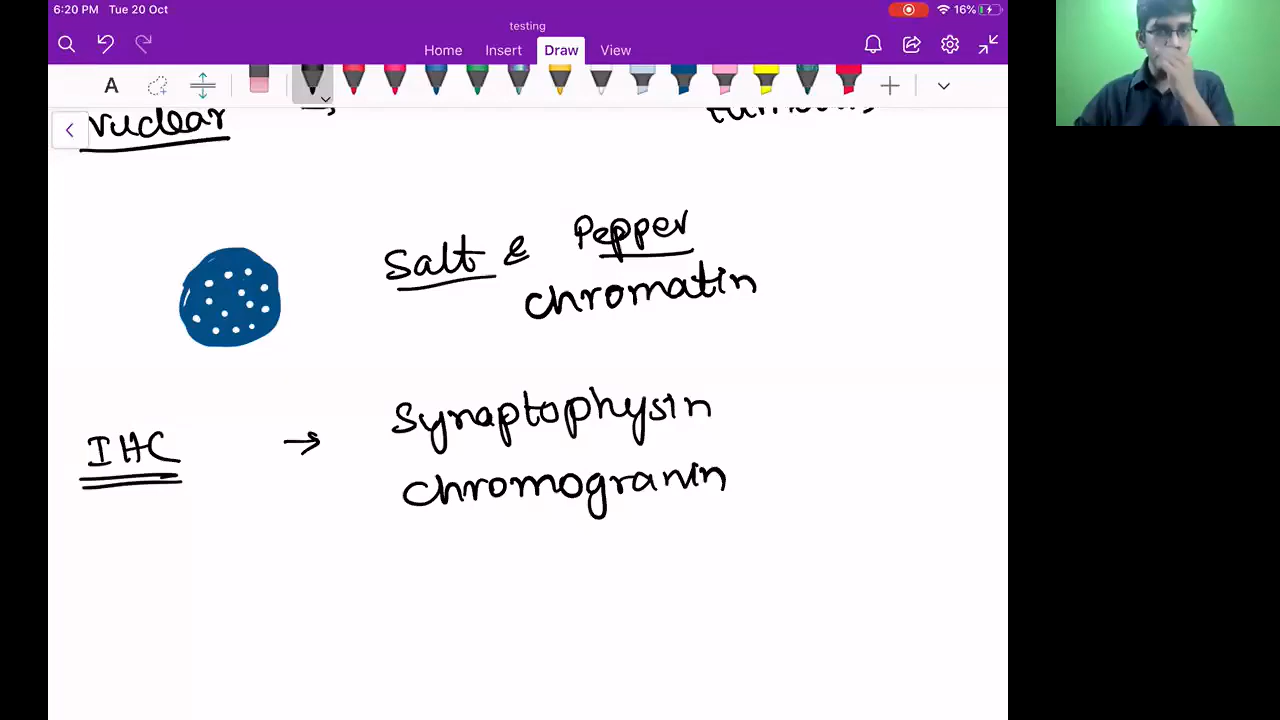 6:20 PM Tue 20 Oct
16%
testing
Home Insert Draw View
A
Nuclear
Salt & Pepper
chromatin
IHC → Synaptophysin
chromogranin